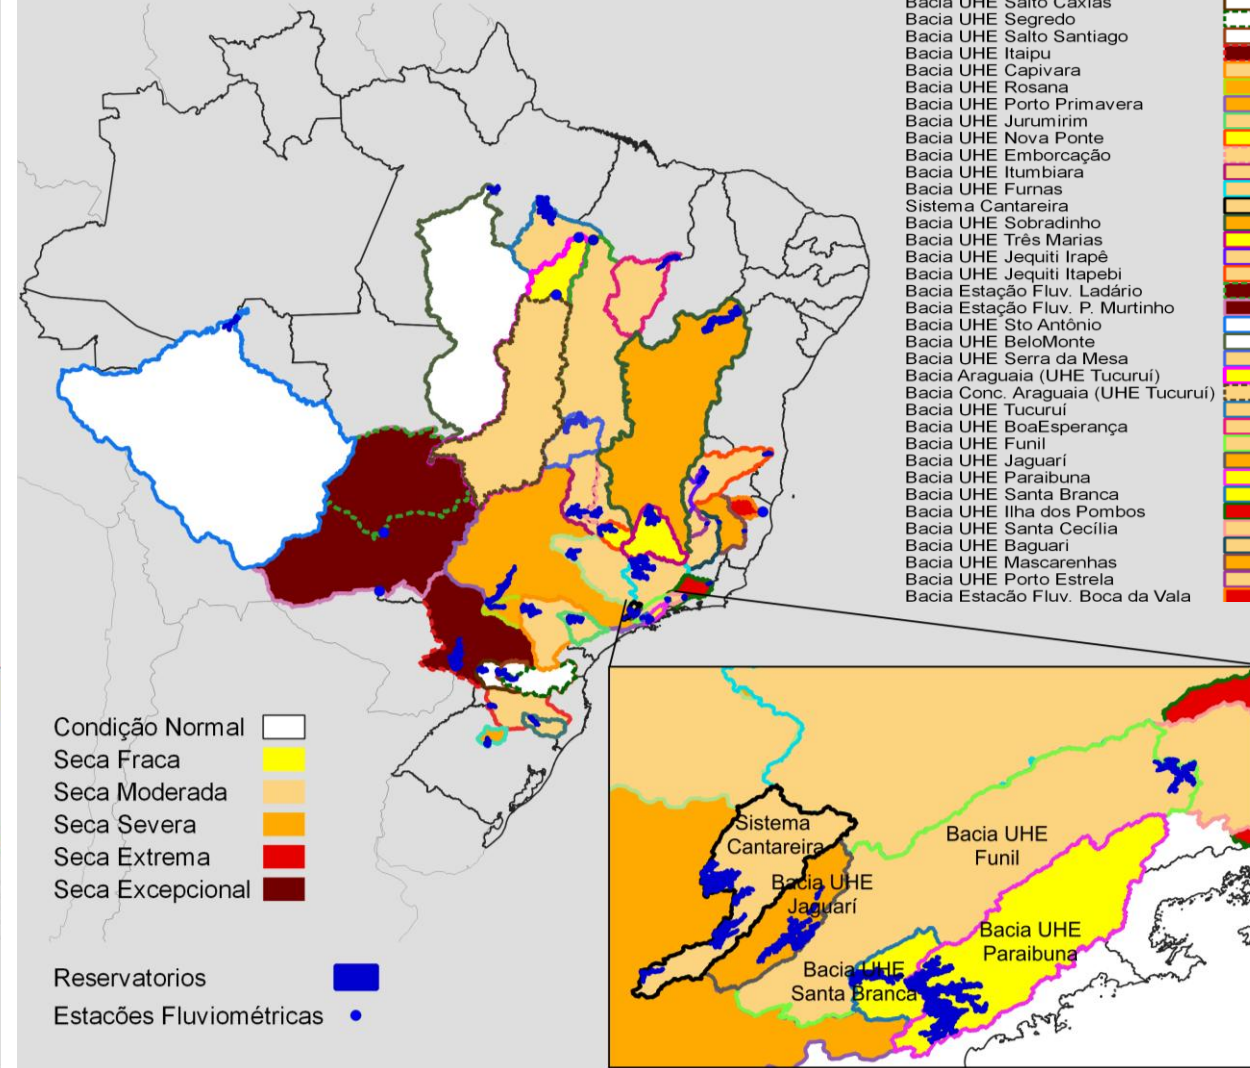 Bacia UHE Salto Caxias
Bacia UHE Segredo
Bacia UHE Salto Santiago
Bacia UHE Itaipu
Bacia UHE Capivara
Bacia UHE Rosana
Bacia UHE Porto Primavera
Bacia UHE Jurumirim
Bacia UHE Nova Ponte
Bacia UHE Emborcação
Bacia UHE Itumbiara
Bacia UHE Furnas
Sistema Cantareira
Bacia UHE Sobradinho
Bacia UHE Três Marias
Bacia UHE Jequiti Irapê
Bacia UHE Jequiti Itapebi
Bacia Estação Fluv. Ladário
Bacia Estação Fluv. P. Murtinho
Bacia UHE Sto Antônio
Bacia UHE BeloMonte
Bacia UHE Serra da Mesa
Bacia Araguaia (UHE Tucuruí)
Bacia Conc. Araguaia (UHE Tucuruí)
Bacia UHE Tucuruí
Bacia UHE BoaEsperança
Bacia UHE Funil
Bacia UHE Jaguarí
Bacia UHE Paraibuna
Bacia UHE Santa Branca
Bacia UHE Ilha dos Pombos
Bacia UHE Santa Cecília
Bacia UHE Baguari
Bacia UHE Mascarenhas
Bacia UHE Porto Estrela
Bacia Estacão Fluv. Boca da Vala
Condição Normal
Seca Fraca
Seca Moderada
Seca Severa
Seca Extrema
Seca Excepcional
Reservatorios
Estacões Fluviométricas
Sistema
Cantareira
Bacia UHE
Jaguarí
Bacia UHE
Funil
Bacia UHE
Paraibuna
Bacia UHE
Santa Branca